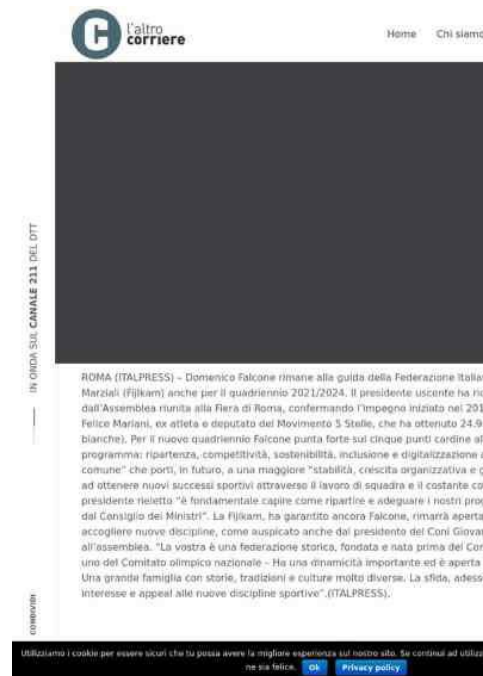 l'altro
corriere
Home Chi siamo
IN ONDA SUL CANALE 211 DEL DTT
ROMA (ITALPRESS) – Domenico Falcone rimane alla guida della Federazione Italia
Marziali (Fijlkam) anche per il quadriennio 2021/2024. Il presidente uscente ha ric
dall'Assemblea riunita alla Fiera di Roma, confermando l'impegno iniziato nel 201
Felice Mariani, ex atleta e deputato del Movimento 5 Stelle, che ha ottenuto 24.9
bianche). Per il nuovo quadriennio Falcone punta forte sui cinque punti cardine al
programma: ripartenza, competitività, sostenibilità, inclusione e digitalizzazione
comune" che porti, in futuro, a una maggiore "stabilità, crescita organizzativa e g
ad ottenere nuovi successi sportivi attraverso il lavoro di squadra e il costante co
presidente rieletto "è fondamentale capire come ripartire e adeguare i nostri prog
dal Consiglio dei Ministri". La Fijlkam, ha garantito ancora Falcone, rimarrà aperta
accogliere nuove discipline, come auspicato anche dal presidente del Coni Giovan
all'assemblea. "La vostra è una federazione storica, fondata e nata prima del Con
uno del Comitato olimpico nazionale – Ha una dinamicità importante ed è aperta
Una grande famiglia con storie, tradizioni e culture molto diverse. La sfida, adess
interesse e appeal alle nuove discipline sportive".(ITALPRESS).
CONDIVIDI
Utilizziamo i cookie per essere sicuri che tu possa avere la migliore esperienza sul nostro sito. Se continui ad utilizz
ne sia felice. Ok Privacy policy